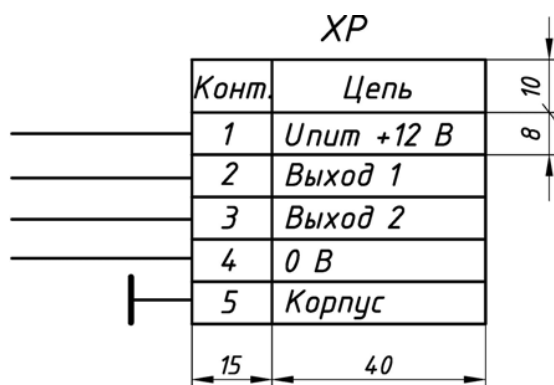 XP
Конт. Цепь
1 Uпит +12 В
2 Выход 1
3 Выход 2
4 0 В
5 Корпус
10
8
15 40